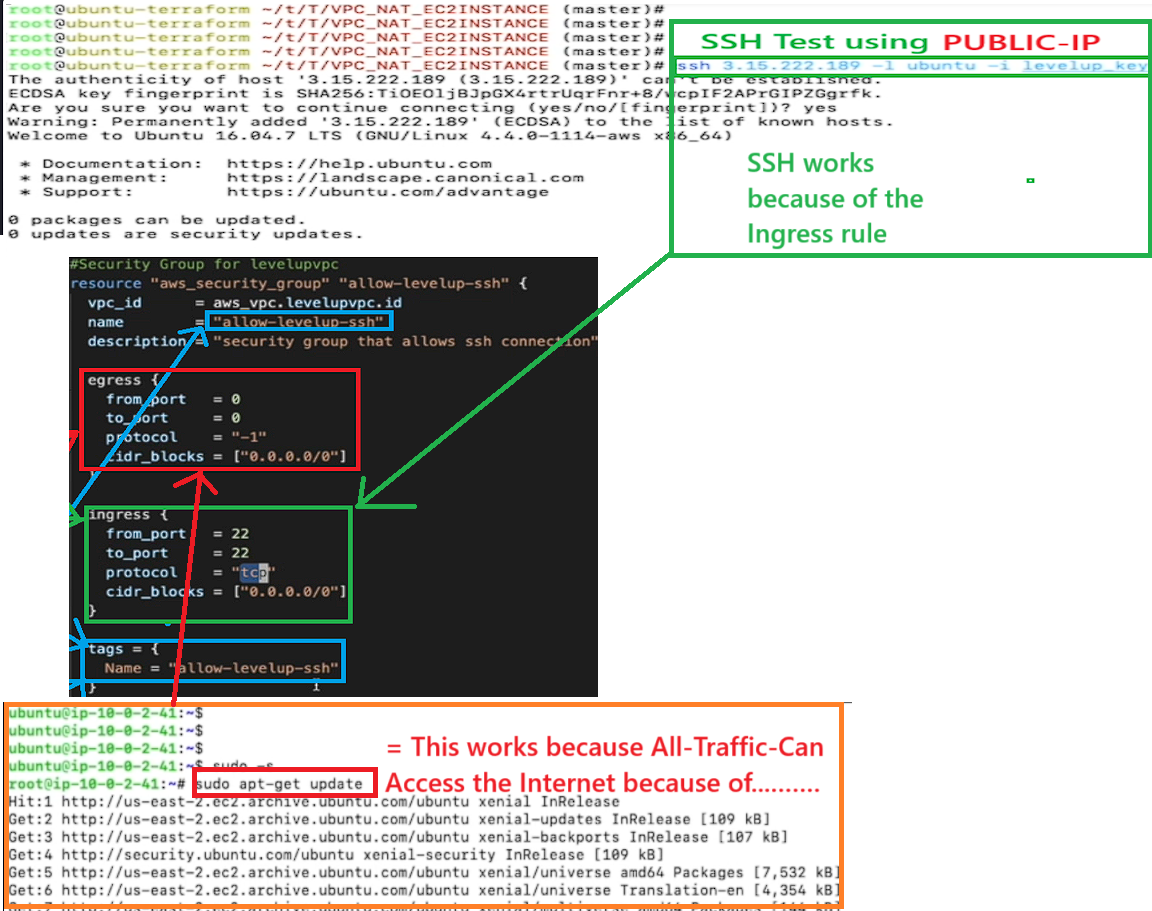 root@ubuntu-terraform ~/t/T/VPC_NAT_EC2INSTANCE (master)#
root@ubuntu-terraform ~/t/T/VPC_NAT_EC2INSTANCE (master)#
root@ubuntu-terraform ~/t/T/VPC_NAT_EC2INSTANCE (master)#
root@ubuntu-terraform ~/t/T/VPC_NAT_EC2INSTANCE (master)#
SSH Test using PUBLIC-IP
root@ubuntu-terraform ~/t/T/VPC_NAT_EC2INSTANCE (master)# ssh 3.15.222.189 -l ubuntu -i levelup_key
The authenticity of host '3.15.222.189 (3.15.222.189)' can't be established.
ECDSA key fingerprint is
Are you sure you want to continue connecting (yes/no/[fingerprint])? yes
Warning: Permanently added '3.15.222.189' (ECDSA) to the list of known hosts.
Welcome to Ubuntu 16.04.7 LTS (GNU/Linux 4.4.0-1114-aws x86_64)
* Documentation: https://help.ubuntu.com
* Management: https://landscape.canonical.com
* Support: https://ubuntu.com/advantage
0 packages can be updated.
0 updates are security updates.
SSH works
because of the
Ingress rule
#Security Group for levelupvpc
resource "aws_security_group" "allow-levelup-ssh" {
vpc_id = aws_vpc.levelupvpc.id
name = "allow-levelup-ssh"
description = "security group that allows ssh connection"
egress {
from_port = 0
to_port = 0
protocol = "-1"
cidr_blocks = ["0.0.0.0/0"]
}
ingress {
from_port = 22
to_port = 22
protocol = "tcp"
cidr_blocks = ["0.0.0.0/0"]
}
tags = {
Name = "allow-levelup-ssh"
}
ubuntu@ip-10-0-2-41:~$
ubuntu@ip-10-0-2-41:~$
ubuntu@ip-10-0-2-41:~$
ubuntu@ip-10-0-2-41:~$ sudo -s
root@ip-10-0-2-41:~# sudo apt-get update
= This works because All-Traffic-Can
Access the Internet because of..........
Hit:1 http://us-east-2.ec2.archive.ubuntu.com/ubuntu xenial InRelease
Get:2 http://us-east-2.ec2.archive.ubuntu.com/ubuntu xenial-updates InRelease [109 kB]
Get:3 http://us-east-2.ec2.archive.ubuntu.com/ubuntu xenial-backports InRelease [107 kB]
Get:4 http://security.ubuntu.com/ubuntu xenial-security InRelease [109 kB]
Get:5 http://us-east-2.ec2.archive.ubuntu.com/ubuntu xenial/universe amd64 Packages [7,532 kB]
Get:6 http://us-east-2.ec2.archive.ubuntu.com/ubuntu xenial/universe Translation-en [4,354 kB]